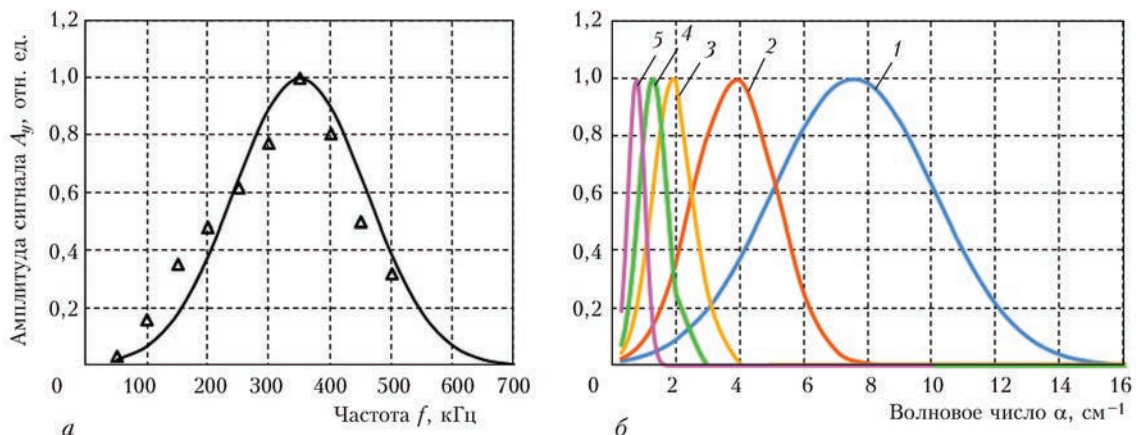 Амплитуда сигнала Aу, отн. ед.
1,2
1,0
0,8
0,6
0,4
0,2
0
100 200 300 400 500 600 700
Частота f, кГц
а
1,2
1,0
0,8
0,6
0,4
0,2
5 4 3 2 1
0 2 4 6 8 10 12 14 16
Волновое число α, см⁻¹
б